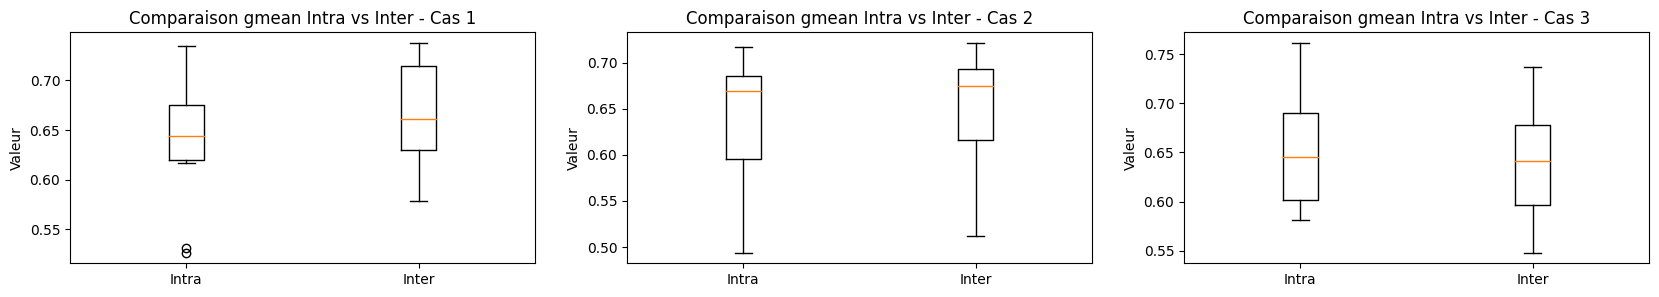 Comparaison gmean Intra vs Inter - Cas 1
Valeur
0.70
0.65
0.60
0.55
Intra
Inter
Comparaison gmean Intra vs Inter - Cas 2
Valeur
0.70
0.65
0.60
0.55
0.50
Intra
Inter
Comparaison gmean Intra vs Inter - Cas 3
Valeur
0.75
0.70
0.65
0.60
0.55
Intra
Inter